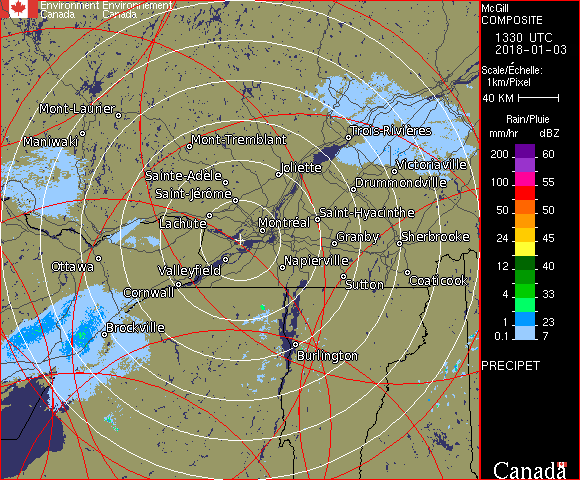 Environment Environnement
Canada Canada
McGill
COMPOSITE
1330 UTC
2018-01-03
Scale/Échelle:
1km/Pixel
40 KM
Rain/Pluie
mm/hr dBZ
200 60
150 57
100 55
50 50
24 45
12 40
4 33
1 23
0.1 7
PRECIPET
Canada
Mont-Laurier
Maniwaki
Mont-Tremblant
Trois-Rivières
Joliette
Victoriaville
Sainte-Adèle
Drummondville
Saint-Jérôme
Saint-Hyacinthe
Lachute
Montréal
Granby
Sherbrooke
Ottawa
Valleyfield
Napierville
Sutton
Coaticook
Cornwall
Brockville
Burlington